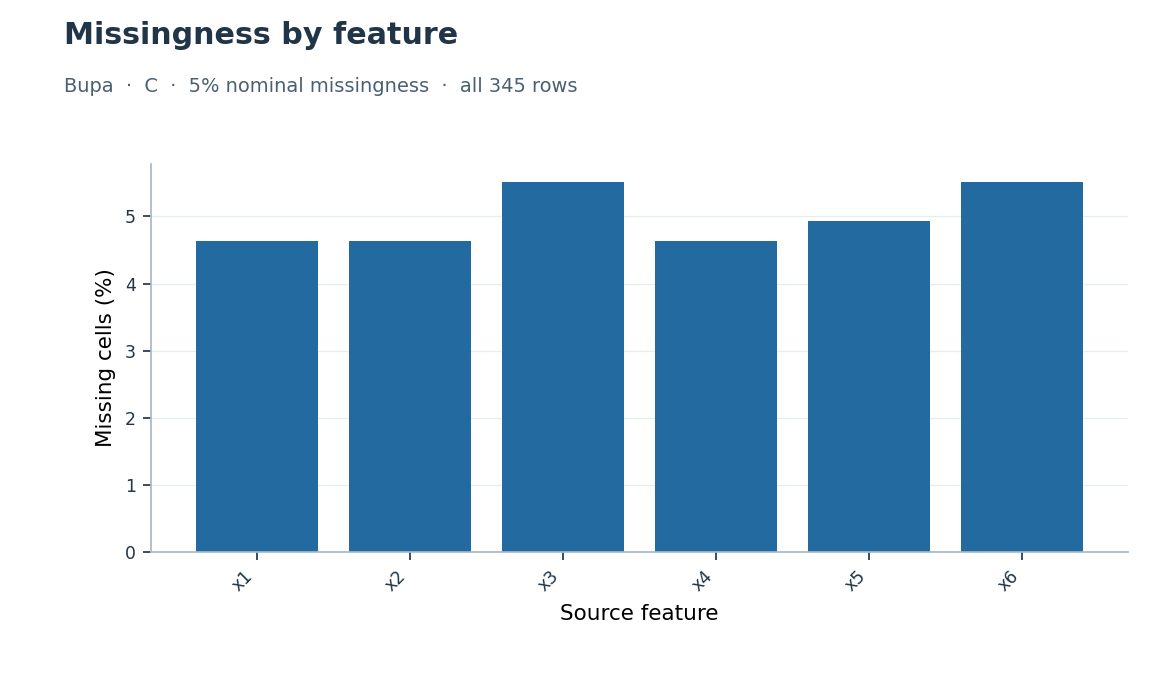 Missingness by feature
Bupa · C · 5% nominal missingness · all 345 rows
Missing cells (%)
5
4
3
2
1
0
x1 x2 x3 x4 x5 x6
Source feature